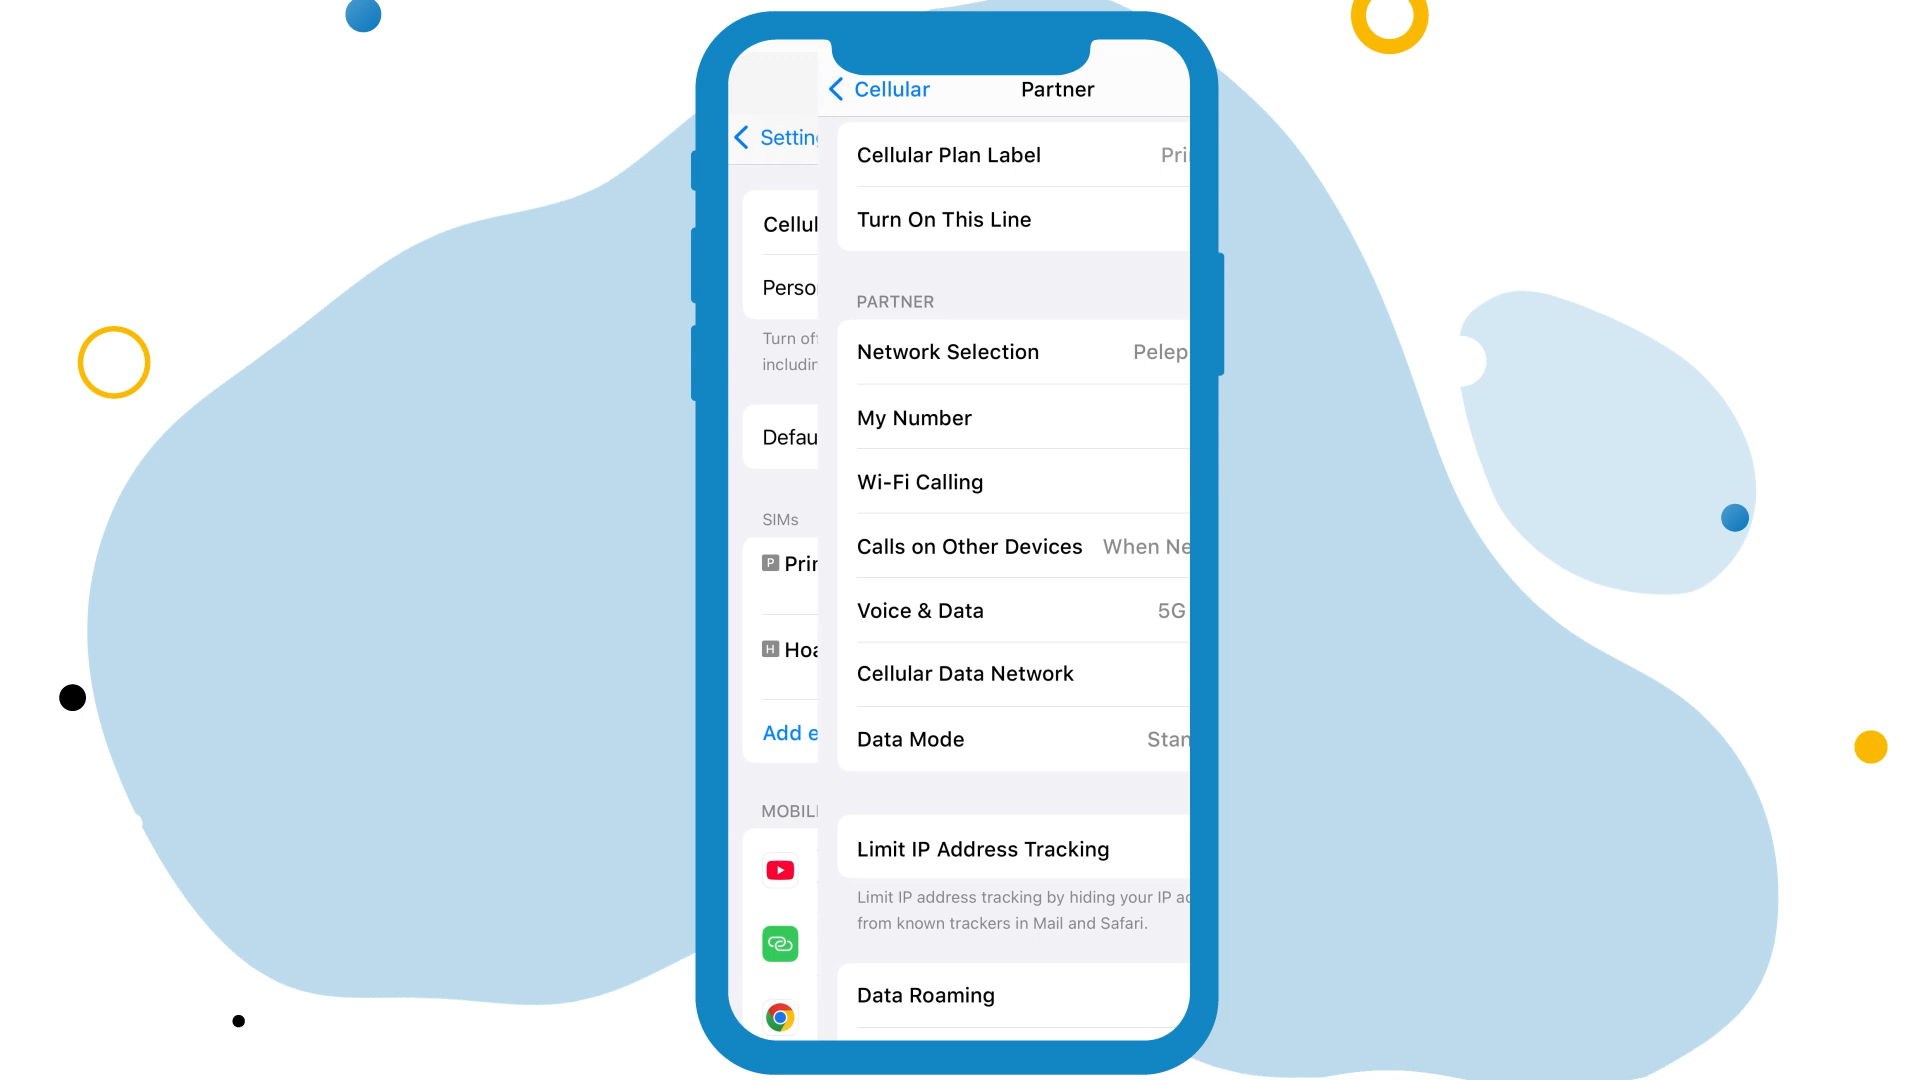 Cellular
Partner
Settin
Cellular Plan Label
Pri
Turn On This Line
Cellul
Perso
Turn off
includin
PARTNER
Network Selection
Pelep
My Number
Defau
Wi-Fi Calling
SIMs
Calls on Other Devices
When Ne
P Prir
Voice & Data
5G
H Hoa
Cellular Data Network
Add e
Data Mode
Stan
MOBIL
Limit IP Address Tracking
Limit IP address tracking by hiding your IP ad
from known trackers in Mail and Safari.
Data Roaming